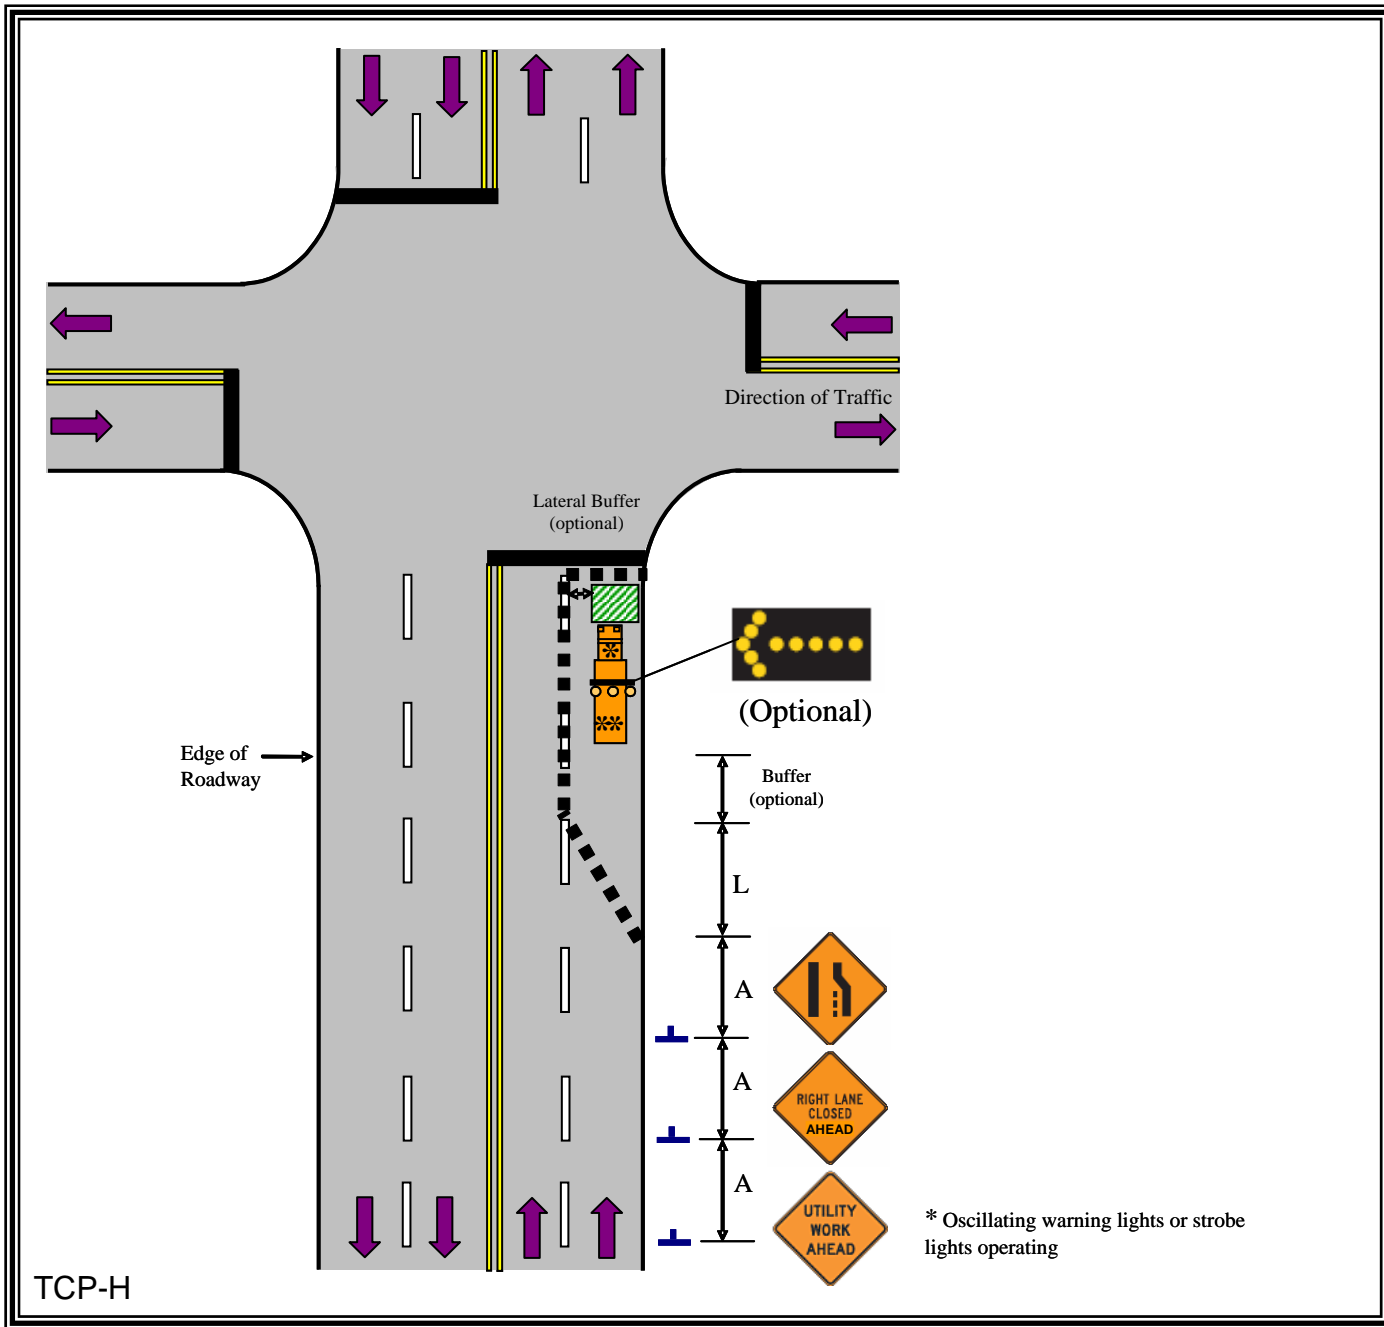 Direction of Traffic
Lateral Buffer
(optional)
(Optional)
Edge of
Roadway
Buffer
(optional)
L
A
RIGHT LANE
CLOSED
AHEAD
A
A
UTILITY
WORK
AHEAD
* Oscillating warning lights or strobe
lights operating
TCP-H